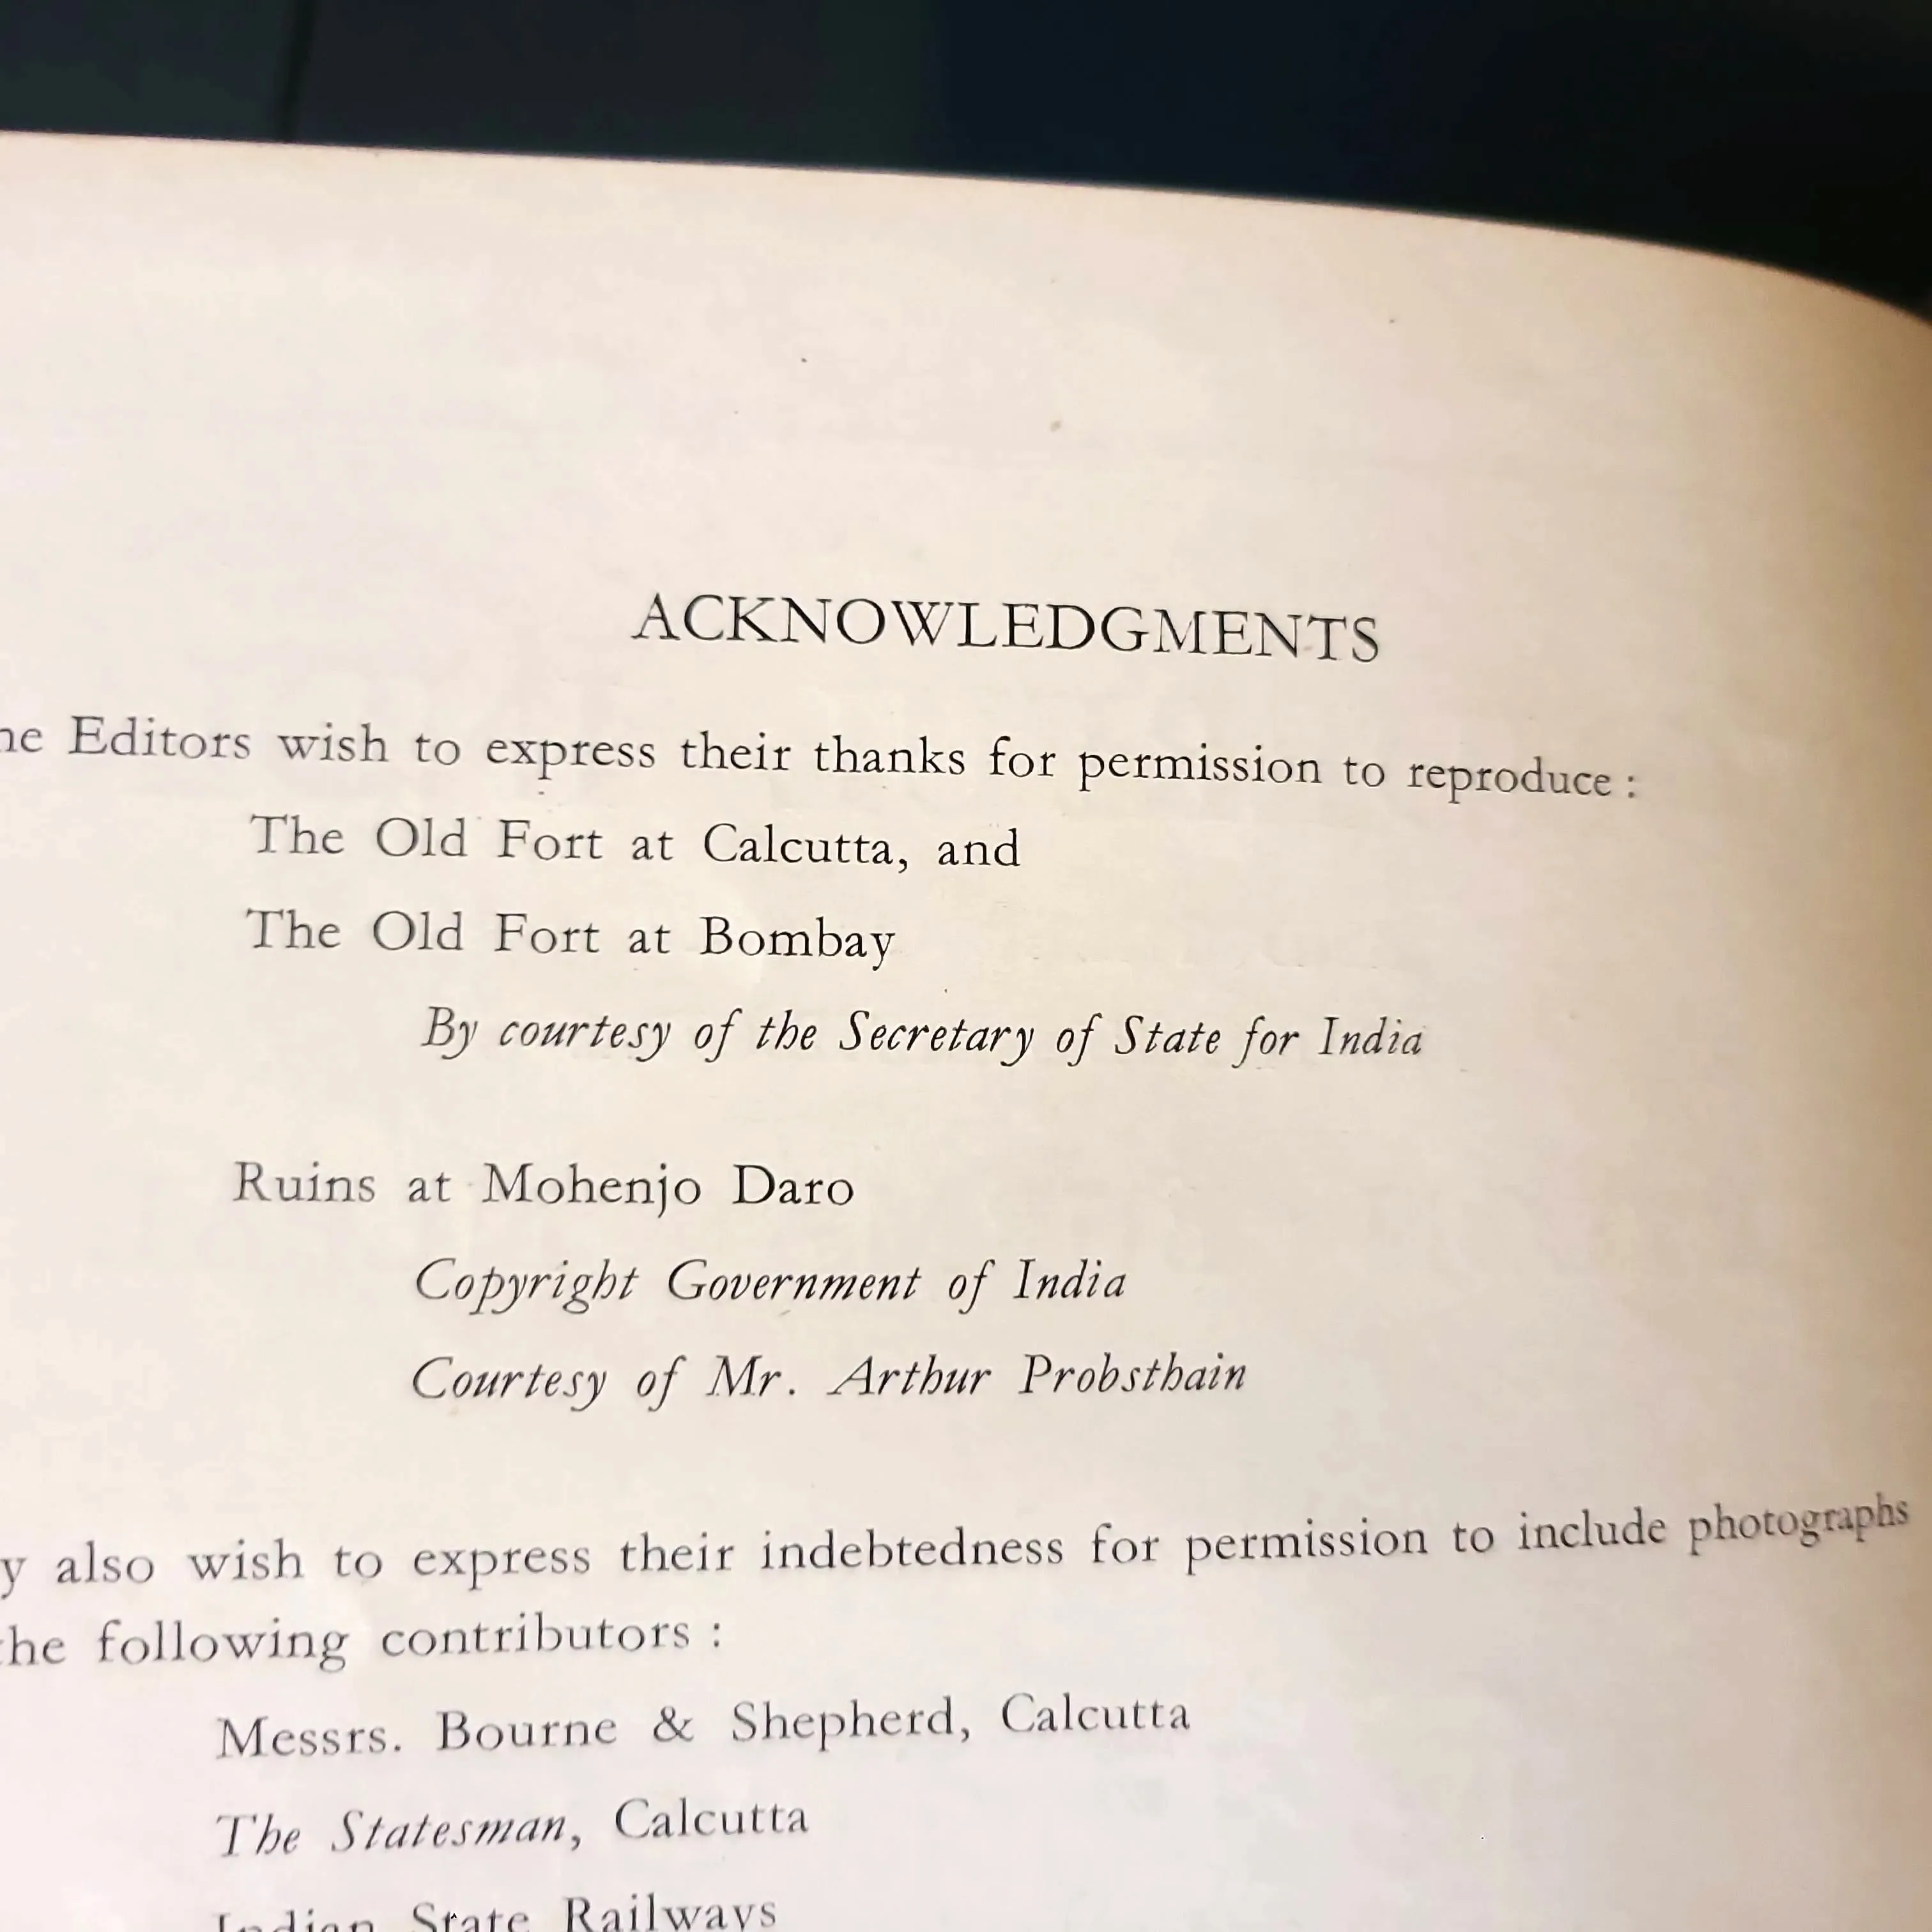 ACKNOWLEDGMENTS
he Editors wish to express their thanks for permission to reproduce :
The Old Fort at Calcutta, and
The Old Fort at Bombay
By courtesy of the Secretary of State for India
Ruins at Mohenjo Daro
Copyright Government of India
Courtesy of Mr. Arthur Probsthain
y also wish to express their indebtedness for permission to include photographs
the following contributors :
Messrs. Bourne & Shepherd, Calcutta
The Statesman, Calcutta
Indian State Railways